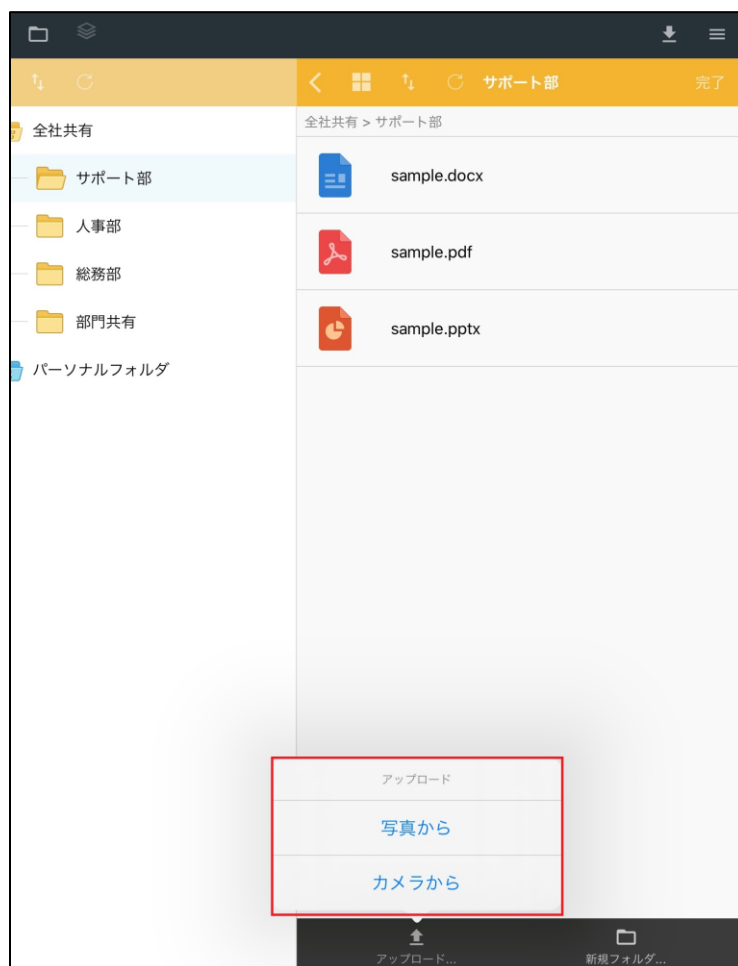 サポート部
完了
全社共有
サポート部
人事部
総務部
部門共有
パーソナルフォルダ
全社共有 > サポート部
sample.docx
sample.pdf
sample.pptx
アップロード
写真から
カメラから
アップロード...
新規フォルダ...